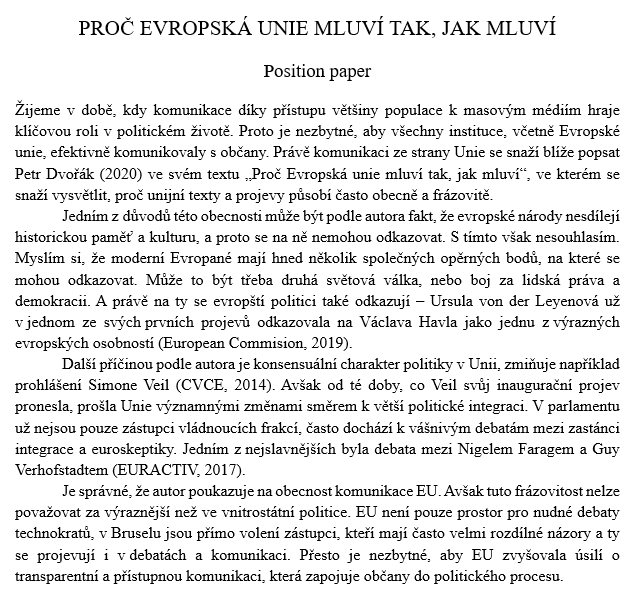 PROČ EVROPSKÁ UNIE MLUVÍ TAK, JAK MLUVÍ
Position paper
Žijeme v době, kdy komunikace díky přístupu většiny populace k masovým médiím hraje
klíčovou roli v politickém životě. Proto je nezbytné, aby všechny instituce, včetně Evropské
unie, efektivně komunikovaly s občany. Právě komunikaci ze strany Unie se snaží blíže popsat
Petr Dvořák (2020) ve svém textu „Proč Evropská unie mluví tak, jak mluví“, ve kterém se
snaží vysvětlit, proč unijní texty a projevy působí často obecně a frázovitě.
Jedním z důvodů této obecnosti může být podle autora fakt, že evropské národy nesdílejí
historickou paměť a kulturu, a proto se na ně nemohou odkazovat. S tímto však nesouhlasím.
Myslím si, že moderní Evropané mají hned několik společných opěrných bodů, na které se
mohou odkazovat. Může to být třeba druhá světová válka, nebo boj za lidská práva a
demokracii. A právě na ty se evropští politici také odkazují – Ursula von der Leyenová už
v jednom ze svých prvních projevů odkazovala na Václava Havla jako jednu z výrazných
evropských osobností (European Commision, 2019).
Další příčinou podle autora je konsensuální charakter politiky v Unii, zmiňuje například
prohlášení Simone Veil (CVCE, 2014). Avšak od té doby, co Veil svůj inaugurační projev
pronesla, prošla Unie významnými změnami směrem k větší politické integraci. V parlamentu
už nejsou pouze zástupci vládnoucích frakcí, často dochází k vášnivým debatám mezi zastánci
integrace a euroskeptiky. Jedním z nejslavnějších byla debata mezi Nigelem Faragem a Guy
Verhofstadtem (EURACTIV, 2017).
Je správné, že autor poukazuje na obecnost komunikace EU. Avšak tuto frázovitost nelze
považovat za výraznější než ve vnitrostátní politice. EU není pouze prostor pro nudné debaty
technokratů, v Bruselu jsou přímo volení zástupci, kteří mají často velmi rozdílné názory a ty
se projevují i v debatách a komunikaci. Přesto je nezbytné, aby EU zvyšovala úsilí o
transparentní a přístupnou komunikaci, která zapojuje občany do politického procesu.